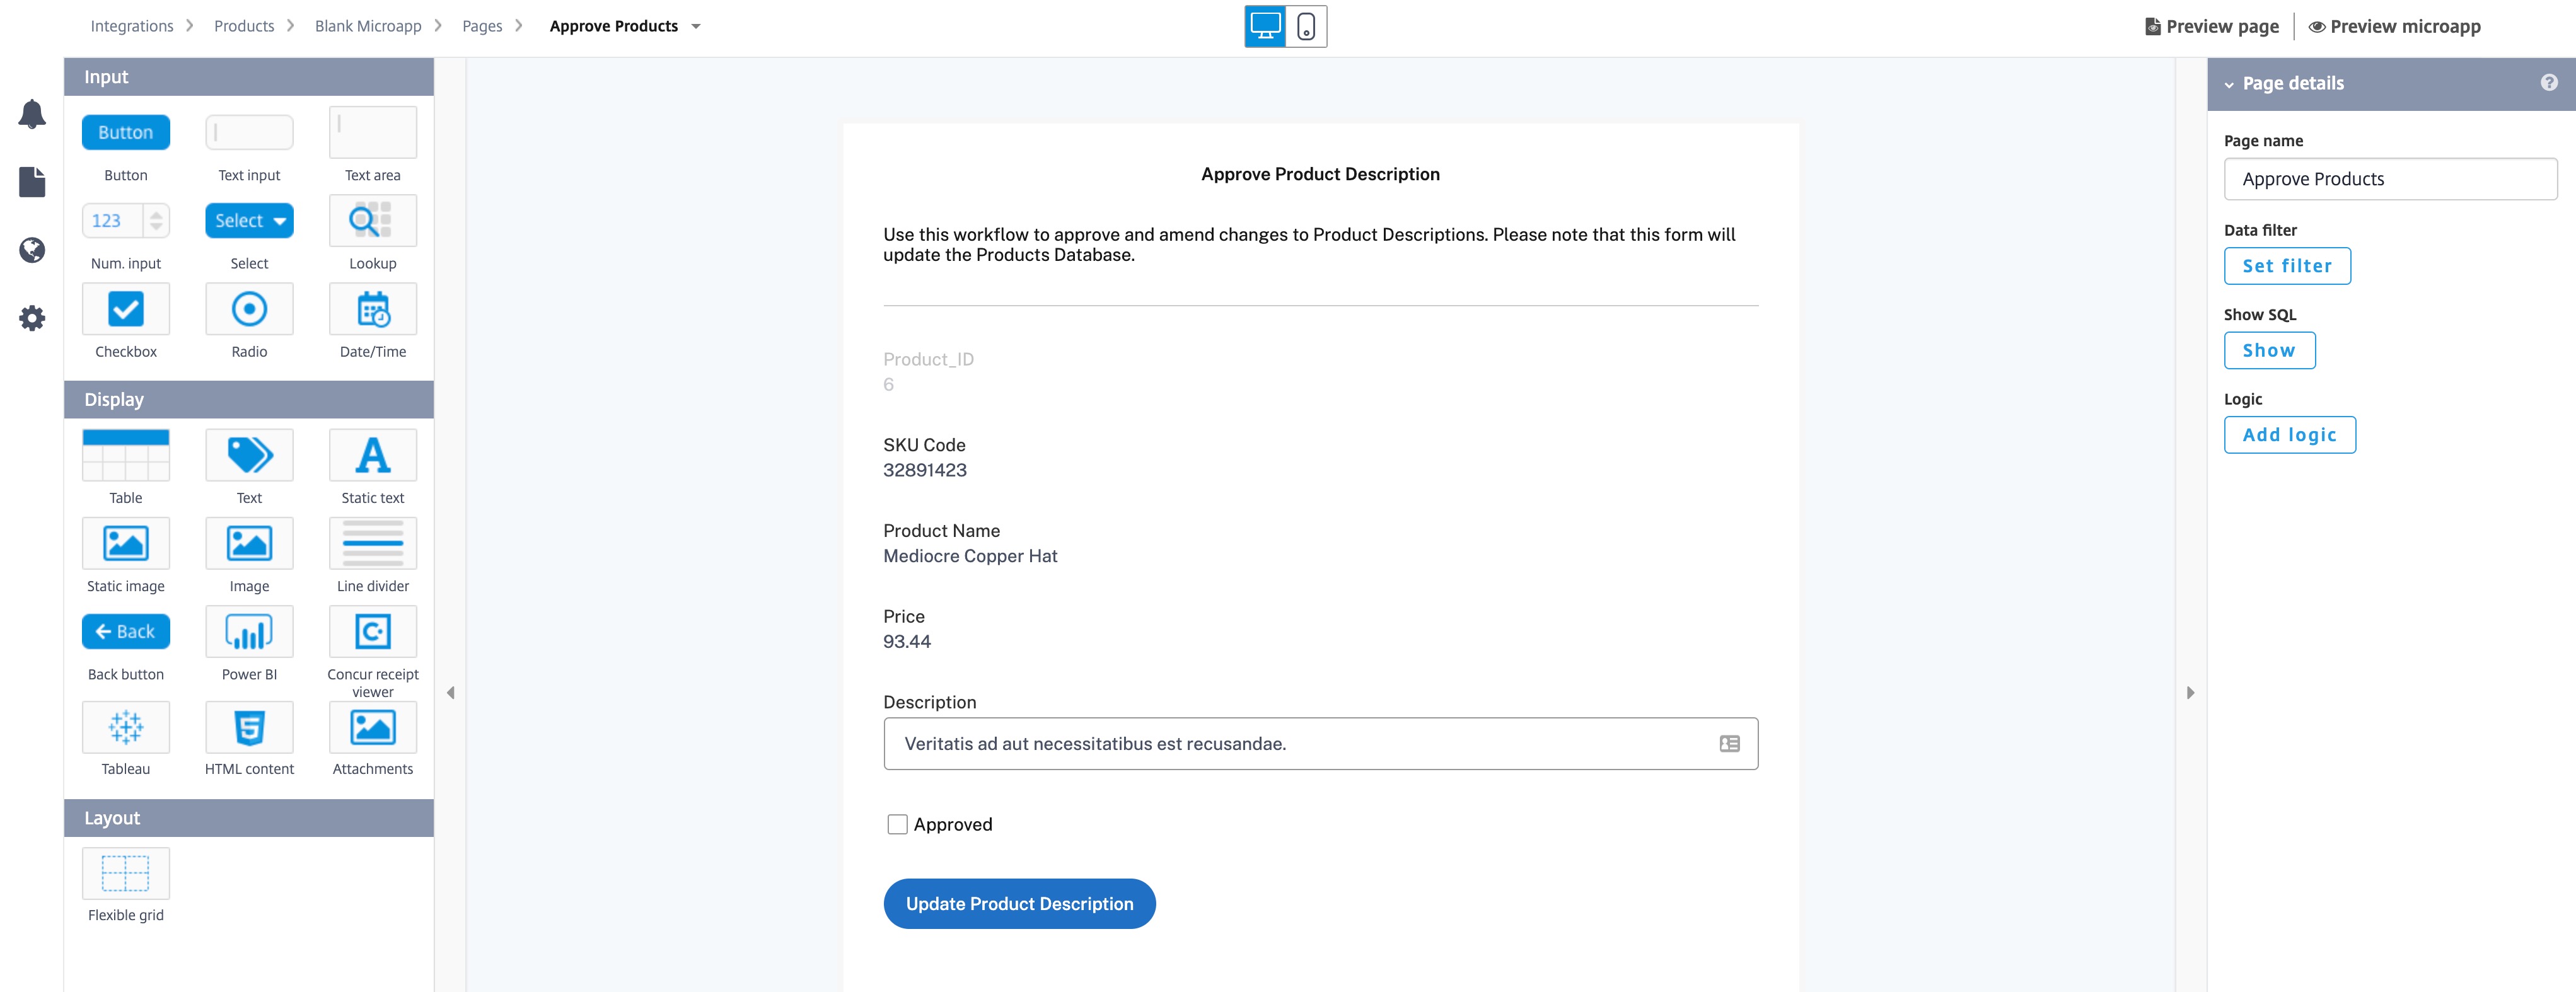 Integrations
Products
Blank Microapp
Pages
Approve Products
Preview page
Preview microapp
Input
Button
Button
Text input
Text area
123
Select
Num. input
Select
Lookup
Checkbox
Radio
Date/Time
Display
A
Table
Text
Static text
Static image
Image
Line divider
Back
Back button
Power BI
Concur receipt
viewer
Tableau
HTML content
Attachments
Layout
Flexible grid
Approve Product Description
Use this workflow to approve and amend changes to Product Descriptions. Please note that this form will
update the Products Database.
Product_ID
6
SKU Code
32891423
Product Name
Mediocre Copper Hat
Price
93.44
Description
Veritatis ad aut necessitatibus est recusandae.
Approved
Update Product Description
Page details
?
Page name
Approve Products
Data filter
Set filter
Show SQL
Show
Logic
Add logic